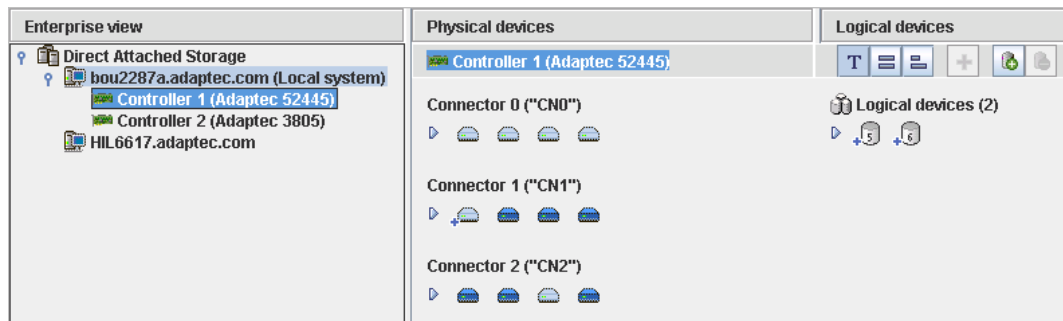 Enterprise view
Direct Attached Storage
bou2287a.adaptec.com (Local system)
Controller 1 (Adaptec 52445)
Controller 2 (Adaptec 3805)
HIL6617.adaptec.com
Physical devices
Controller 1 (Adaptec 52445)
Connector 0 ("CN0")
Connector 1 ("CN1")
Connector 2 ("CN2")
Logical devices
T
Logical devices (2)
5 6